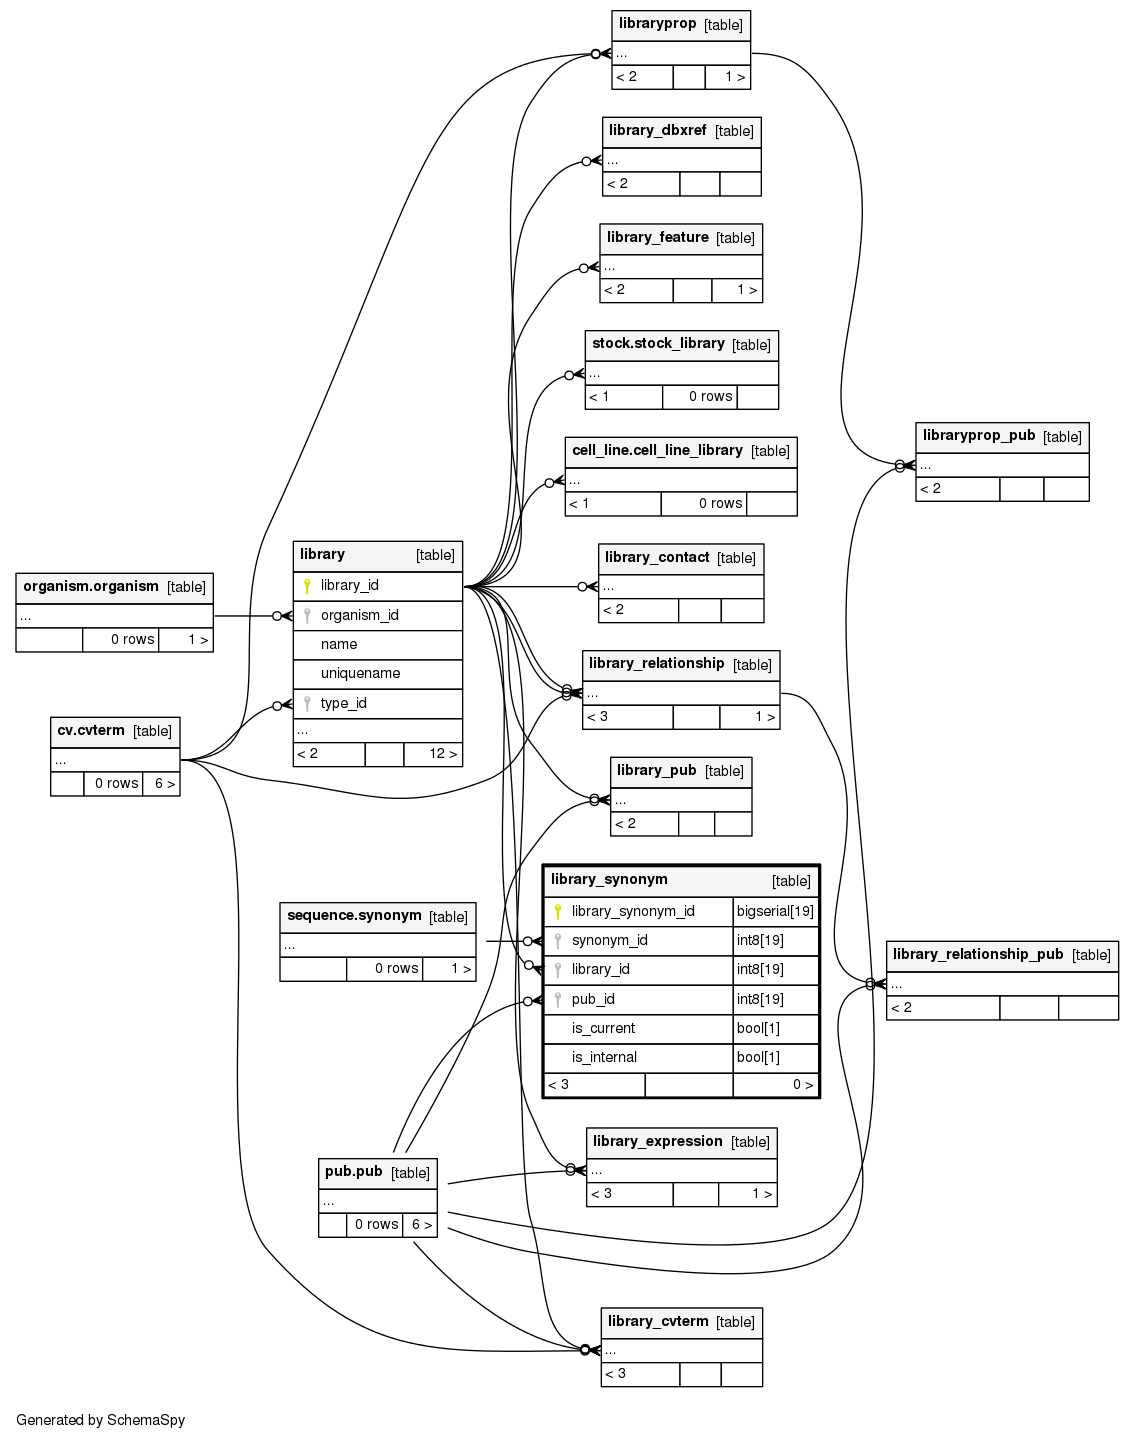 libraryprop [table]
...
< 2 1 >
library_dbxref [table]
...
< 2
library_feature [table]
...
< 2 1 >
stock.stock_library [table]
...
< 1 0 rows
cell_line.cell_line_library [table]
...
< 1 0 rows
libraryprop_pub [table]
...
< 2
library [table]
library_id
organism_id
name
uniquename
type_id
...
< 2 12 >
organism.organism [table]
...
0 rows 1 >
library_contact [table]
...
< 2
library_relationship [table]
...
< 3 1 >
cv.cvterm [table]
...
0 rows 6 >
library_pub [table]
...
< 2
library_synonym [table]
library_synonym_id bigserial[19]
synonym_id int8[19]
library_id int8[19]
pub_id int8[19]
is_current bool[1]
is_internal bool[1]
< 3 0 >
sequence.synonym [table]
...
0 rows 1 >
library_relationship_pub [table]
...
< 2
library_expression [table]
...
< 3 1 >
pub.pub [table]
...
0 rows 6 >
library_cvterm [table]
...
< 3
Generated by SchemaSpy